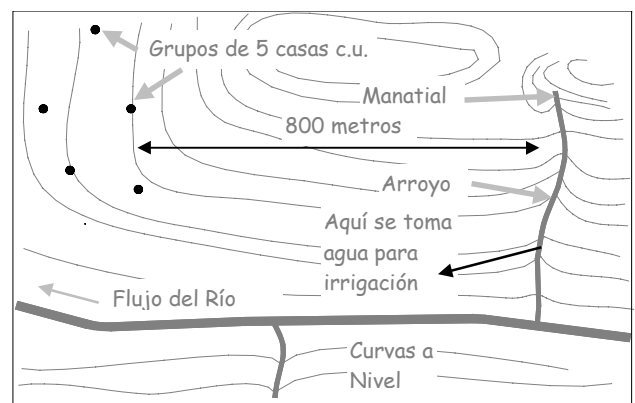 Grupos de 5 casas c.u.
Manatial
800 metros
Arroyo
Aquí se toma
agua para
irrigación
Flujo del Río
Curvas a
Nivel